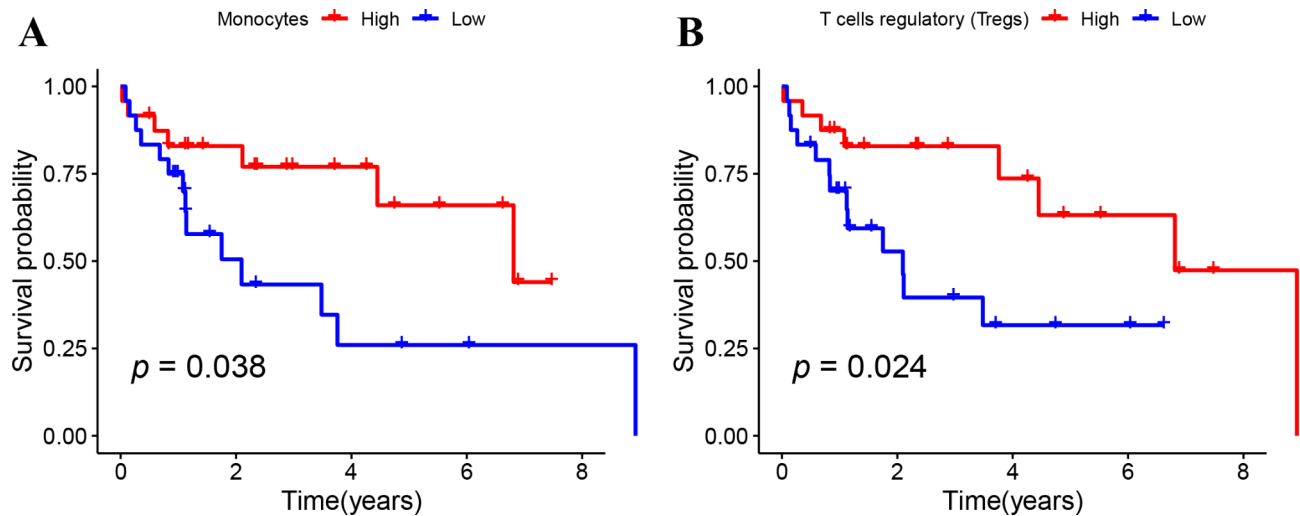 A
Monocytes High Low
Survival probability
1.00
0.75
0.50
0.25
0.00
p = 0.038
0 2 4 6 8
Time(years)
B
T cells regulatory (Tregs) High Low
Survival probability
1.00
0.75
0.50
0.25
0.00
p = 0.024
0 2 4 6 8
Time(years)